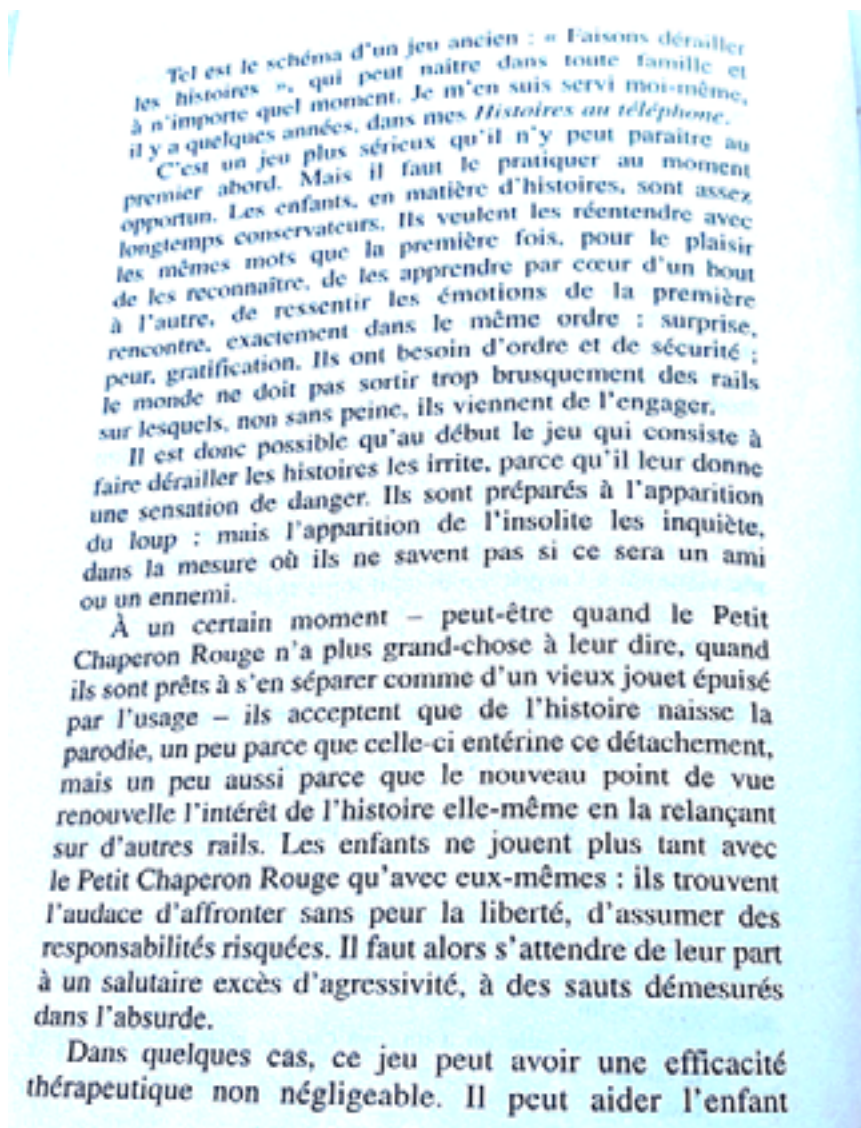 Tel est le schéma d'un jeu ancien : « Faisons dérailler
les histoires », qui peut naître dans toute famille et
à n'importe quel moment. Je m'en suis servi moi-même,
il y a quelques années, dans mes Histoires au téléphone.
C'est un jeu plus sérieux qu'il n'y peut paraître au
premier abord. Mais il faut le pratiquer au moment
opportun. Les enfants, en matière d'histoires, sont assez
longtemps conservateurs. Ils veulent les réentendre avec
les mêmes mots que la première fois, pour le plaisir
de les reconnaître, de les apprendre par cœur d'un bout
à l'autre, de ressentir les émotions de la première
rencontre, exactement dans le même ordre : surprise,
peur, gratification. Ils ont besoin d'ordre et de sécurité ;
le monde ne doit pas sortir trop brusquement des rails
sur lesquels, non sans peine, ils viennent de l'engager.
Il est donc possible qu'au début le jeu qui consiste à
faire dérailler les histoires les irrite, parce qu'il leur donne
une sensation de danger. Ils sont préparés à l'apparition
du loup : mais l'apparition de l'insolite les inquiète,
dans la mesure où ils ne savent pas si ce sera un ami
ou un ennemi.
À un certain moment – peut-être quand le Petit
Chaperon Rouge n'a plus grand-chose à leur dire, quand
ils sont prêts à s'en séparer comme d'un vieux jouet épuisé
par l'usage – ils acceptent que de l'histoire naisse la
parodie, un peu parce que celle-ci entérine ce détachement,
mais un peu aussi parce que le nouveau point de vue
renouvelle l'intérêt de l'histoire elle-même en la relançant
sur d'autres rails. Les enfants ne jouent plus tant avec
le Petit Chaperon Rouge qu'avec eux-mêmes : ils trouvent
l'audace d'affronter sans peur la liberté, d'assumer des
responsabilités risquées. Il faut alors s'attendre de leur part
à un salutaire excès d'agressivité, à des sauts démesurés
dans l'absurde.
Dans quelques cas, ce jeu peut avoir une efficacité
thérapeutique non négligeable. Il peut aider l'enfant